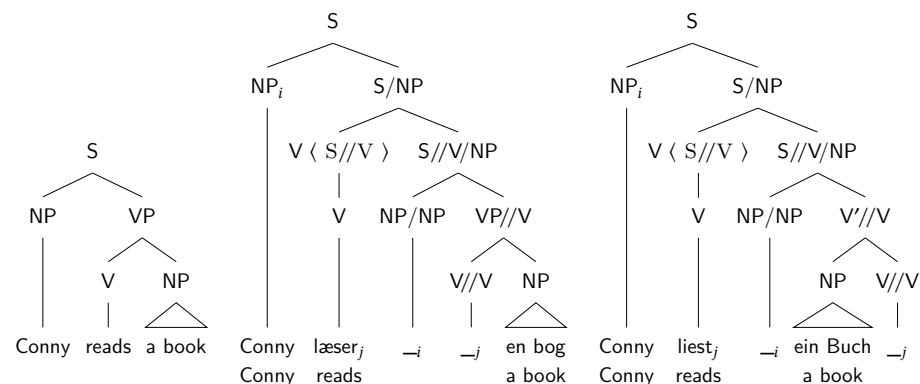 S S
NP_i S/NP NP_i S/NP
S V ⟨ S//V ⟩ S//V/NP V ⟨ S//V ⟩ S//V/NP
NP VP V NP/NP VP//V V NP/NP V′//V
V NP V//V NP NP V//V
Conny reads a book Conny læser_j _i _j en bog Conny liest_j _i ein Buch _j
Conny reads a book Conny reads a book